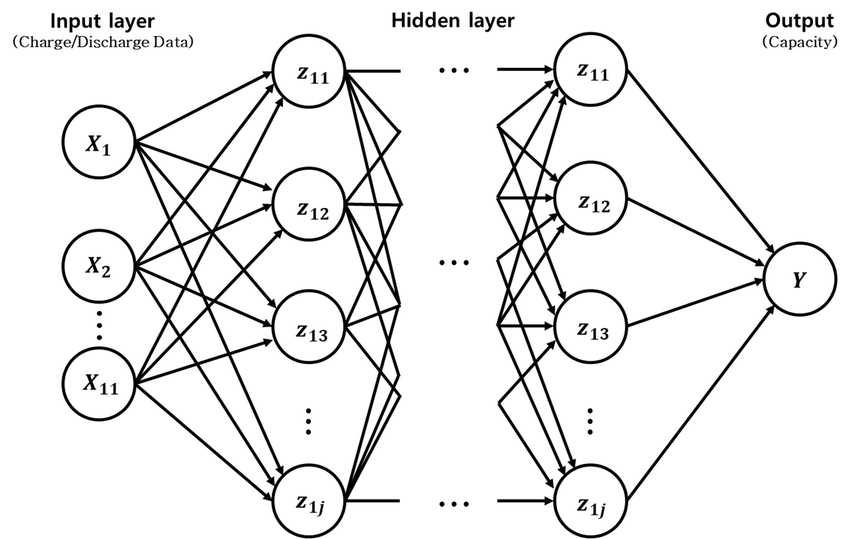 Input layer
(Charge/Discharge Data)
Hidden layer
Output
(Capacity)
X₁
X₂
⋮
X₁₁
z₁₁
z₁₂
z₁₃
⋮
z₁ⱼ
...
...
...
z₁₁
z₁₂
z₁₃
⋮
z₁ⱼ
Y